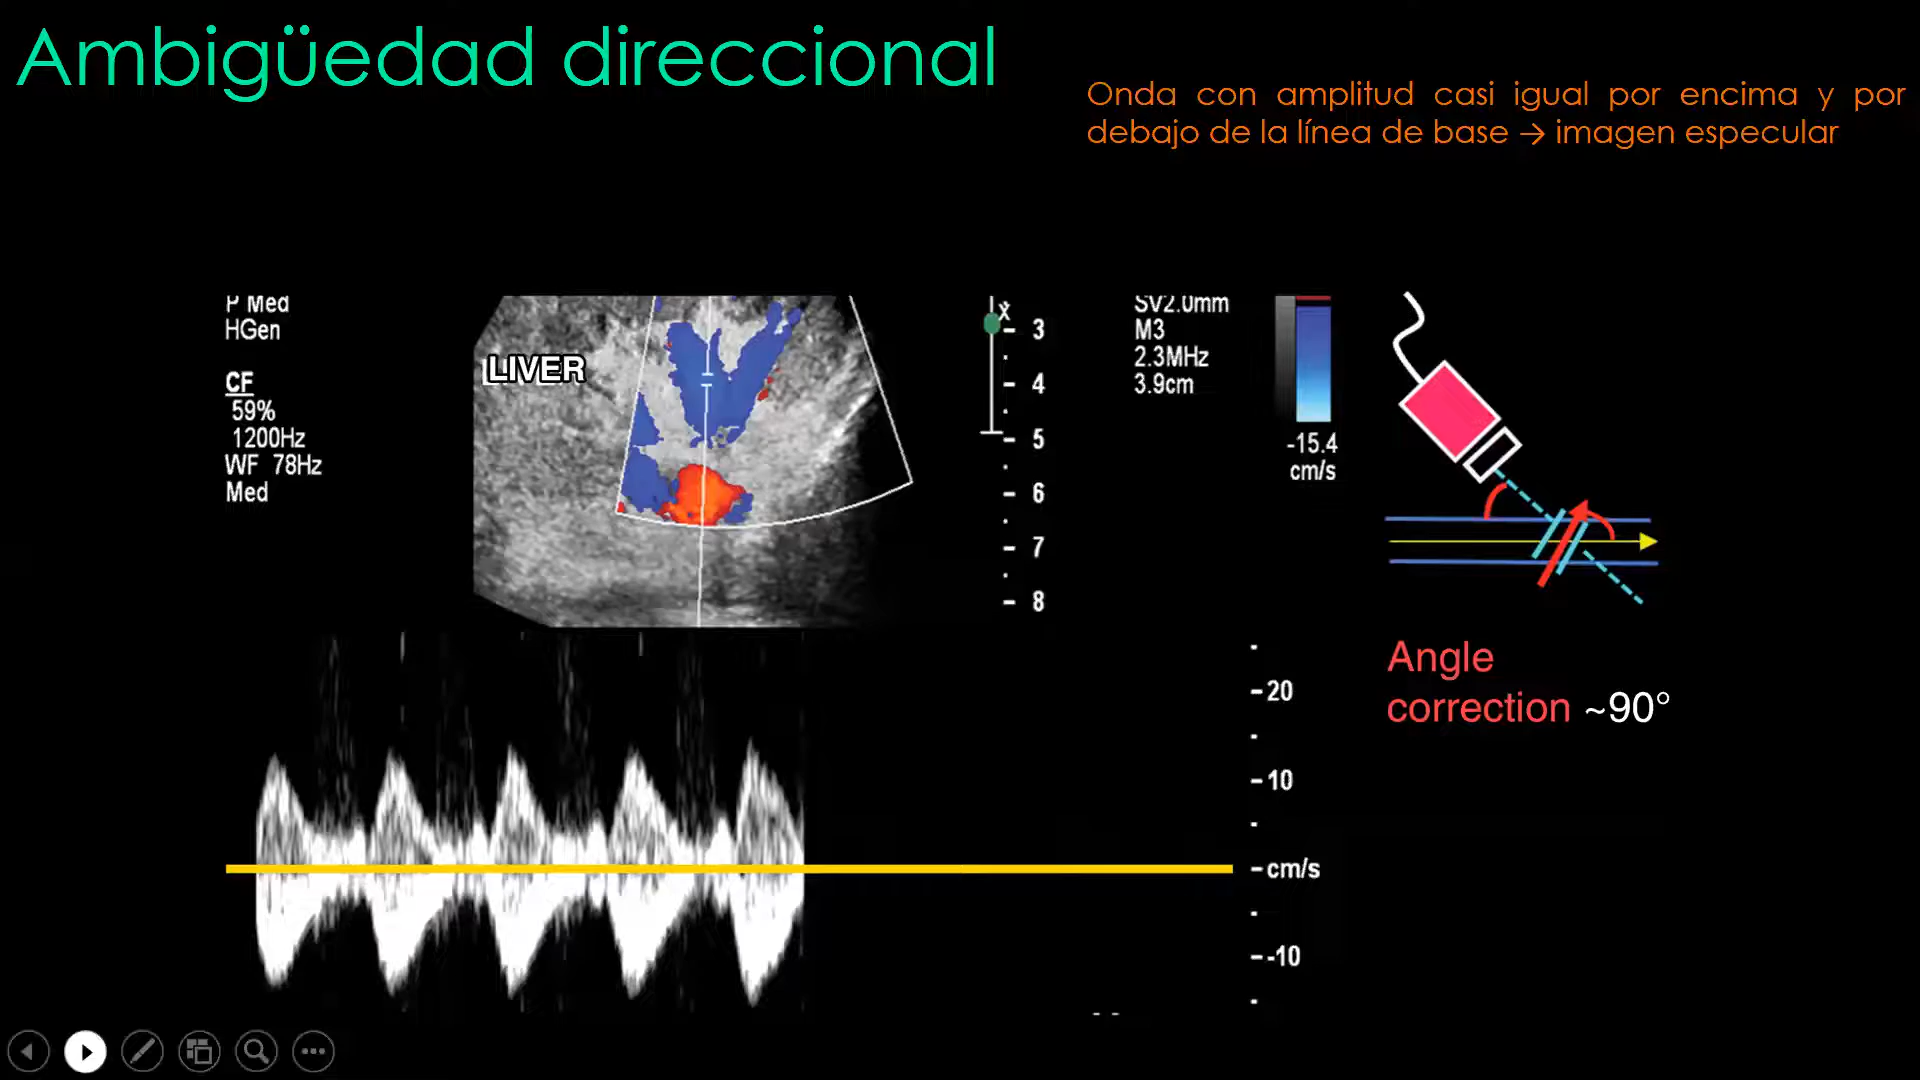 Ambigüedad direccional
Onda con amplitud casi igual por encima y por
debajo de la línea de base → imagen especular
P Med
HGen
CF
59%
1200Hz
WF 78Hz
Med
LIVER
X
3
4
5
6
7
8
SV2.0mm
M3
2.3MHz
3.9cm
-15.4
cm/s
Angle
correction ~90°
20
10
cm/s
-10